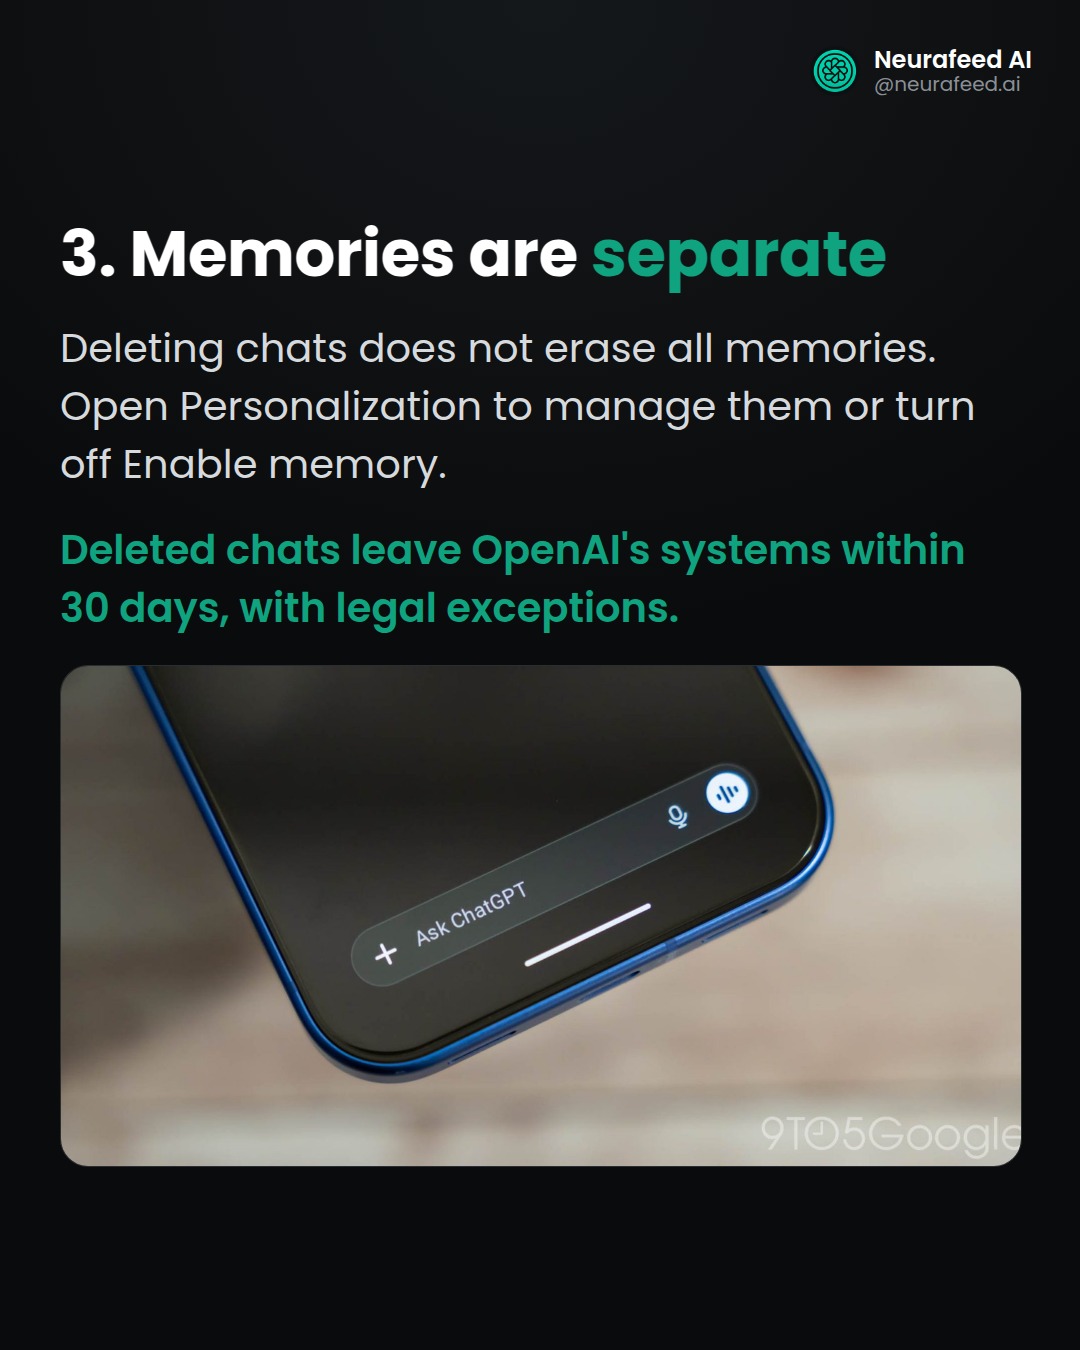 Neurafeed AI
@neurafeed.ai
3. Memories are separate
Deleting chats does not erase all memories.
Open Personalization to manage them or turn
off Enable memory.
Deleted chats leave OpenAI's systems within
30 days, with legal exceptions.
Ask ChatGPT
9TO5Google